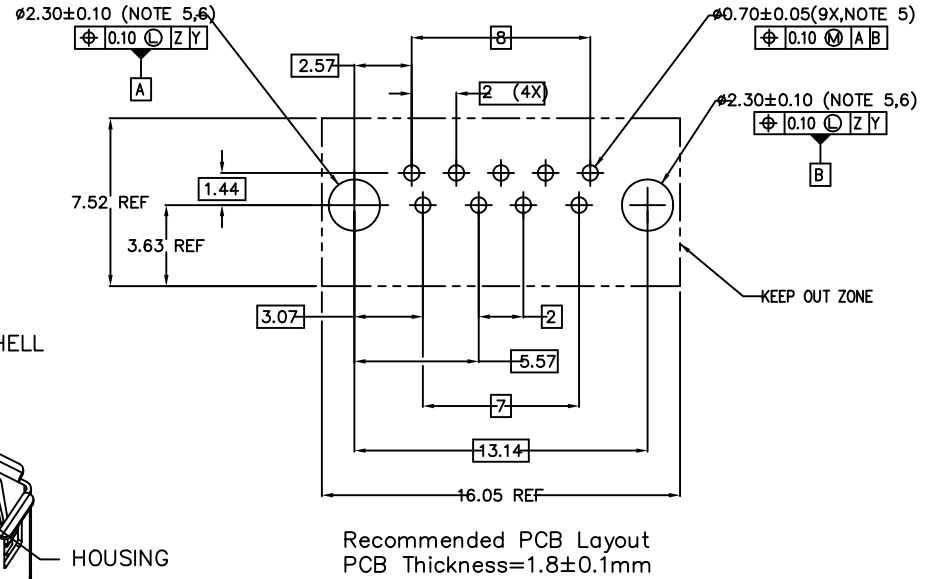 ø2.30±0.10 (NOTE 5,6)
⌖ 0.10 Ⓛ Z Y
A
8
ø0.70±0.05(9X,NOTE 5)
⌖ 0.10 Ⓜ A B
2.57
2 (4X)
ø2.30±0.10 (NOTE 5,6)
⌖ 0.10 Ⓛ Z Y
B
1.44
7.52 REF
3.63 REF
KEEP OUT ZONE
3.07
2
HELL
5.57
7
13.14
16.05 REF
Recommended PCB Layout
PCB Thickness=1.8±0.1mm
HOUSING